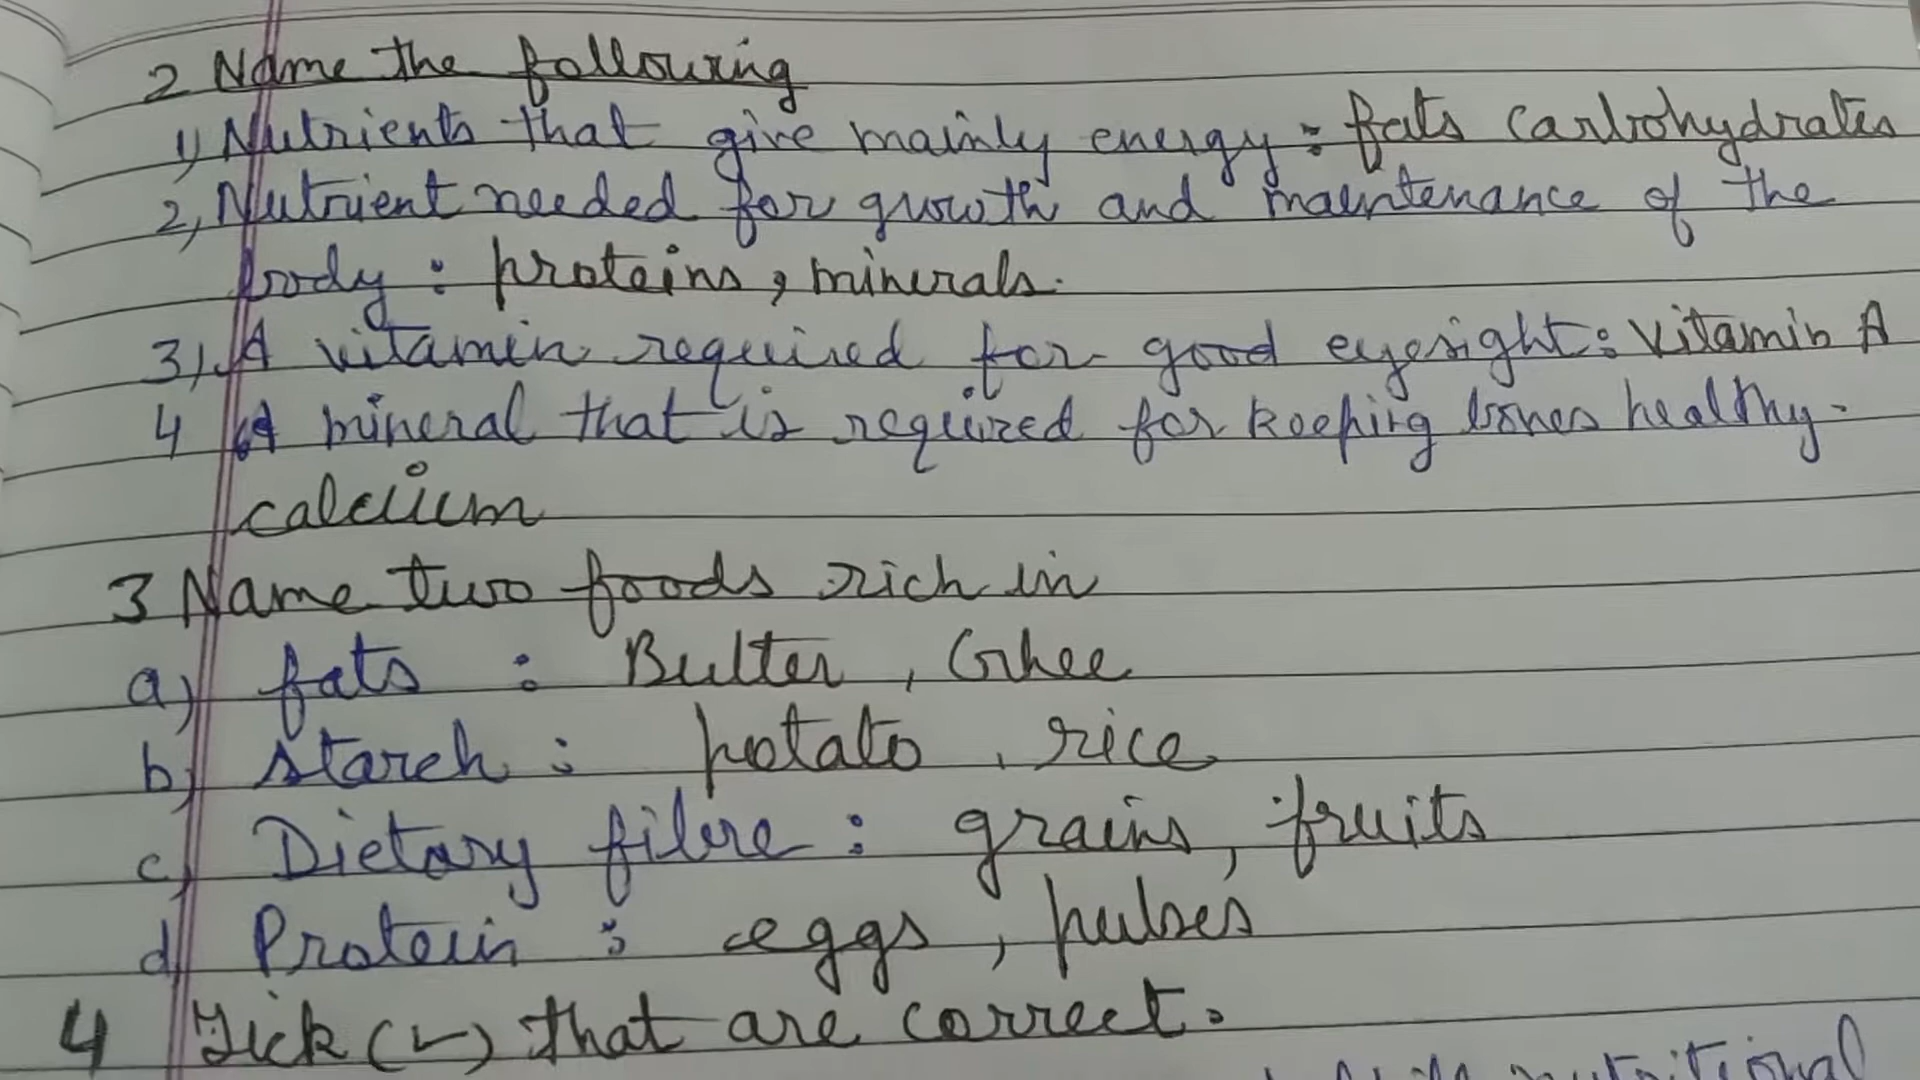 2 Name the following
1) Nutrients that give mainly energy : fats carbohydrates
2, Nutrient needed for growth and maintenance of the
body : proteins, minerals.
3). A vitamin required for good eyesight : Vitamin A
4 A mineral that is required for keeping bones healthy-
calcium
3 Name two foods rich in
a) fats : Butter , Ghee
b) starch : potato , rice
c) Dietary fibre : grains, fruits
d) Protein : eggs , pulses
4 Tick (✓) that are correct.
nutritional